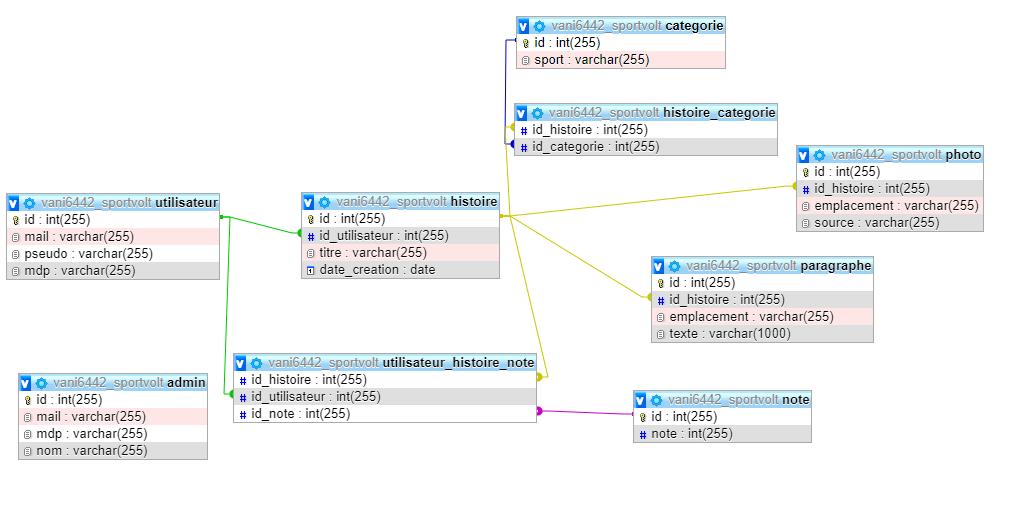 vani6442_sportvolt categorie
id : int(255)
sport : varchar(255)
vani6442_sportvolt histoire_categorie
id_histoire : int(255)
id_categorie : int(255)
vani6442_sportvolt photo
id : int(255)
id_histoire : int(255)
emplacement : varchar(255)
source : varchar(255)
vani6442_sportvolt utilisateur
id : int(255)
mail : varchar(255)
pseudo : varchar(255)
mdp : varchar(255)
vani6442_sportvolt histoire
id : int(255)
id_utilisateur : int(255)
titre : varchar(255)
date_creation : date
vani6442_sportvolt paragraphe
id : int(255)
id_histoire : int(255)
emplacement : varchar(255)
texte : varchar(1000)
vani6442_sportvolt utilisateur_histoire_note
id_histoire : int(255)
id_utilisateur : int(255)
id_note : int(255)
vani6442_sportvolt admin
id : int(255)
mail : varchar(255)
mdp : varchar(255)
nom : varchar(255)
vani6442_sportvolt note
id : int(255)
note : int(255)